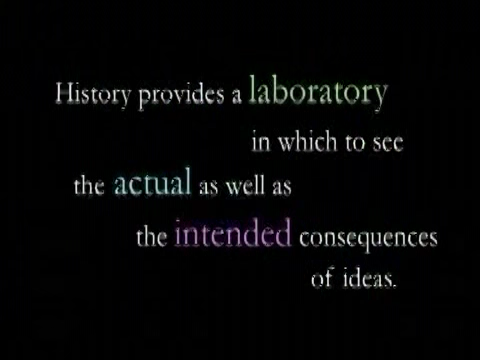 History provides a laboratory
in which to see
the actual as well as
the intended consequences
of ideas.